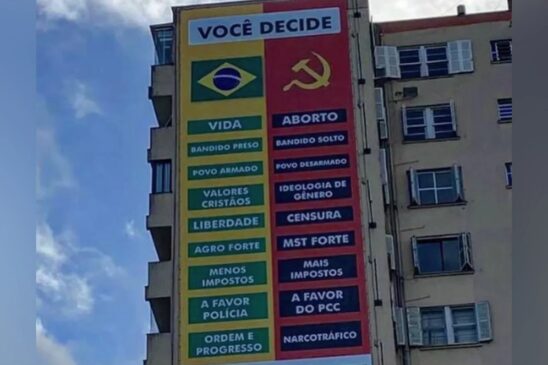 VOCÊ DECIDE
VIDA
ABORTO
BANDIDO PRESO
BANDIDO SOLTO
POVO ARMADO
POVO DESARMADO
VALORES
CRISTÃOS
IDEOLOGIA DE
GÊNERO
LIBERDADE
CENSURA
AGRO FORTE
MST FORTE
MENOS
IMPOSTOS
MAIS
IMPOSTOS
A FAVOR
POLÍCIA
A FAVOR
DO PCC
ORDEM E
PROGRESSO
NARCOTRÁFICO